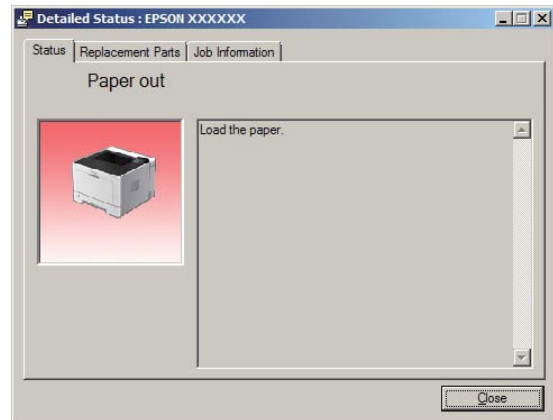 Detailed Status : EPSON XXXXXX
Status Replacement Parts Job Information
Paper out
Load the paper.
Close